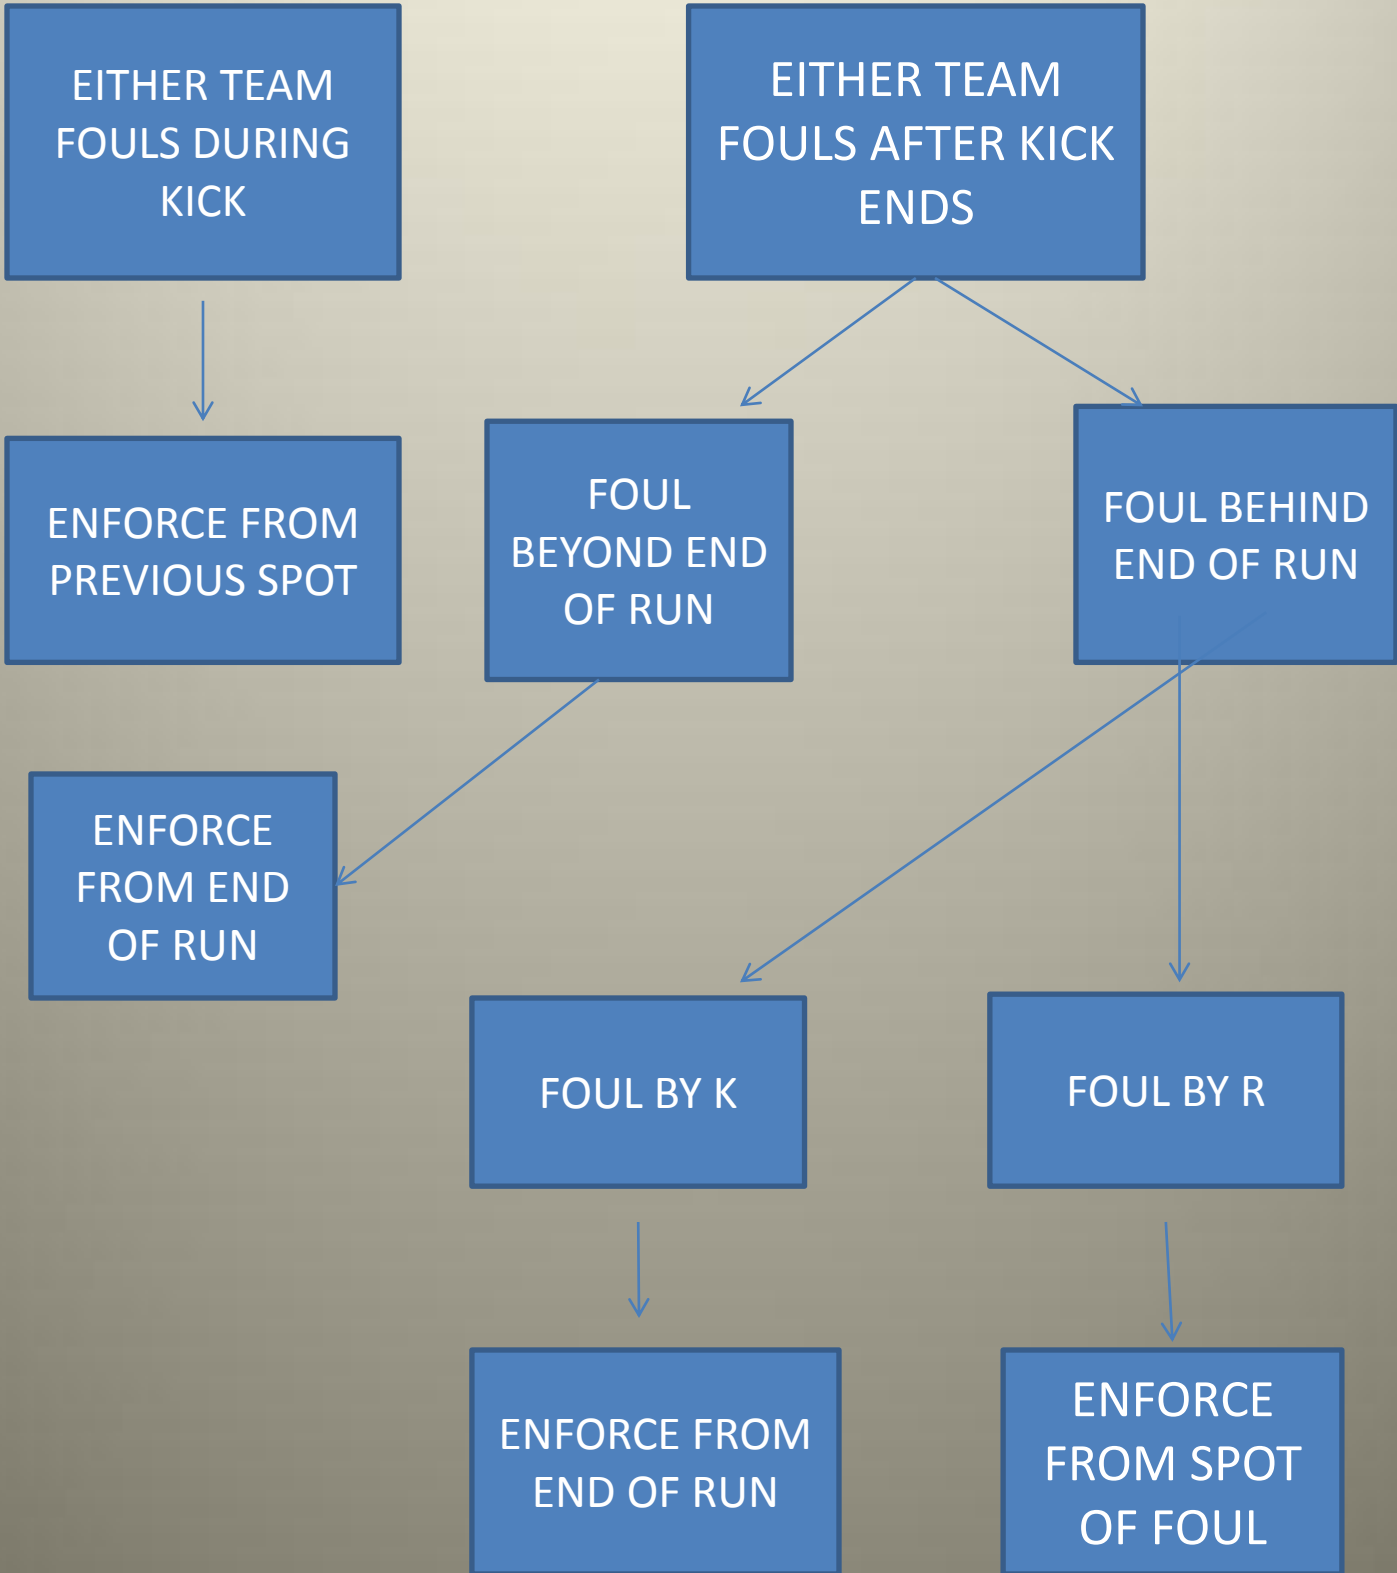 EITHER TEAM
FOULS DURING
KICK
EITHER TEAM
FOULS AFTER KICK
ENDS
ENFORCE FROM
PREVIOUS SPOT
FOUL
BEYOND END
OF RUN
FOUL BEHIND
END OF RUN
ENFORCE
FROM END
OF RUN
FOUL BY K
FOUL BY R
ENFORCE FROM
END OF RUN
ENFORCE
FROM SPOT
OF FOUL